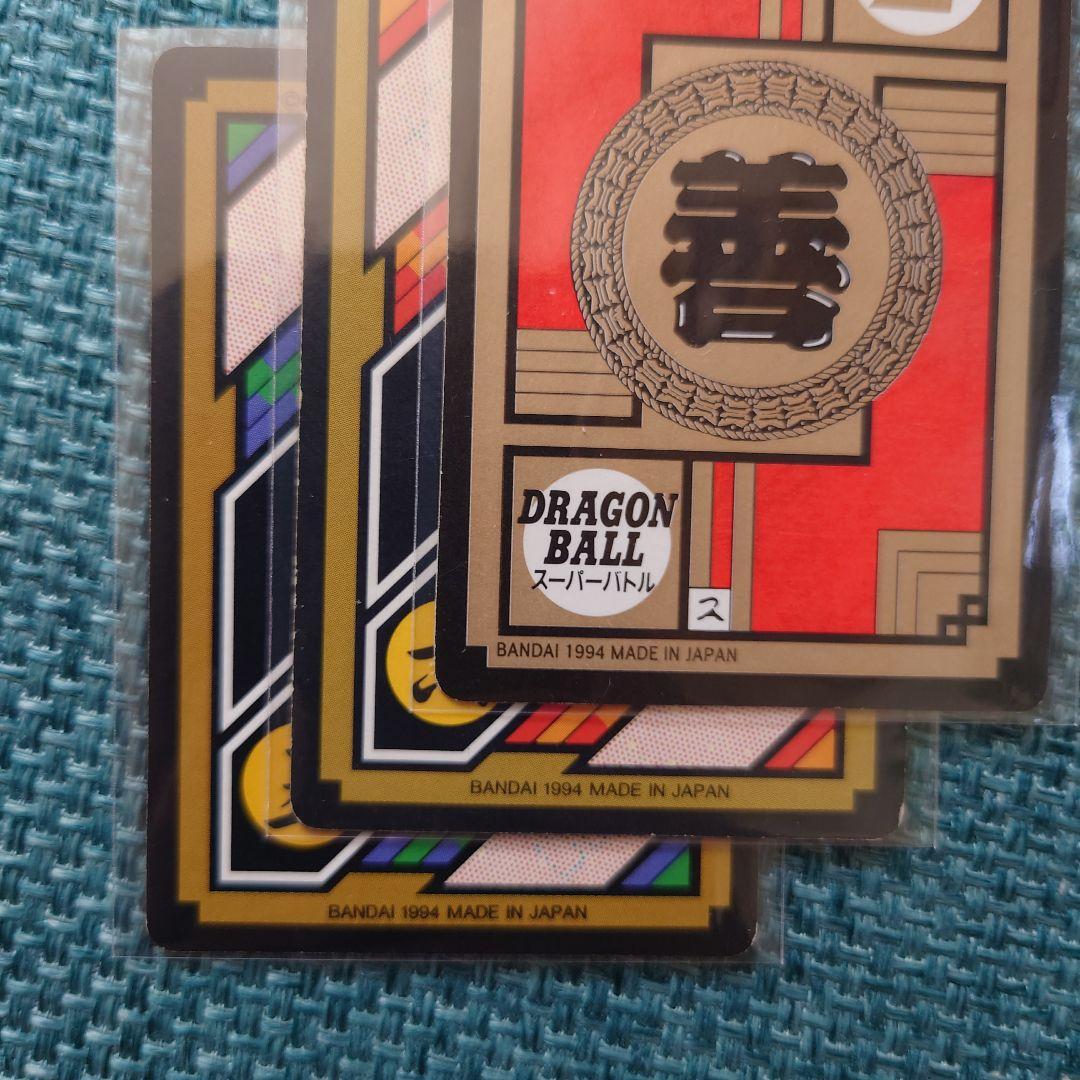 善
DRAGON
BALL
スーパーバトル
ス
BANDAI 1994 MADE IN JAPAN
BANDAI 1994 MADE IN JAPAN
BANDAI 1994 MADE IN JAPAN